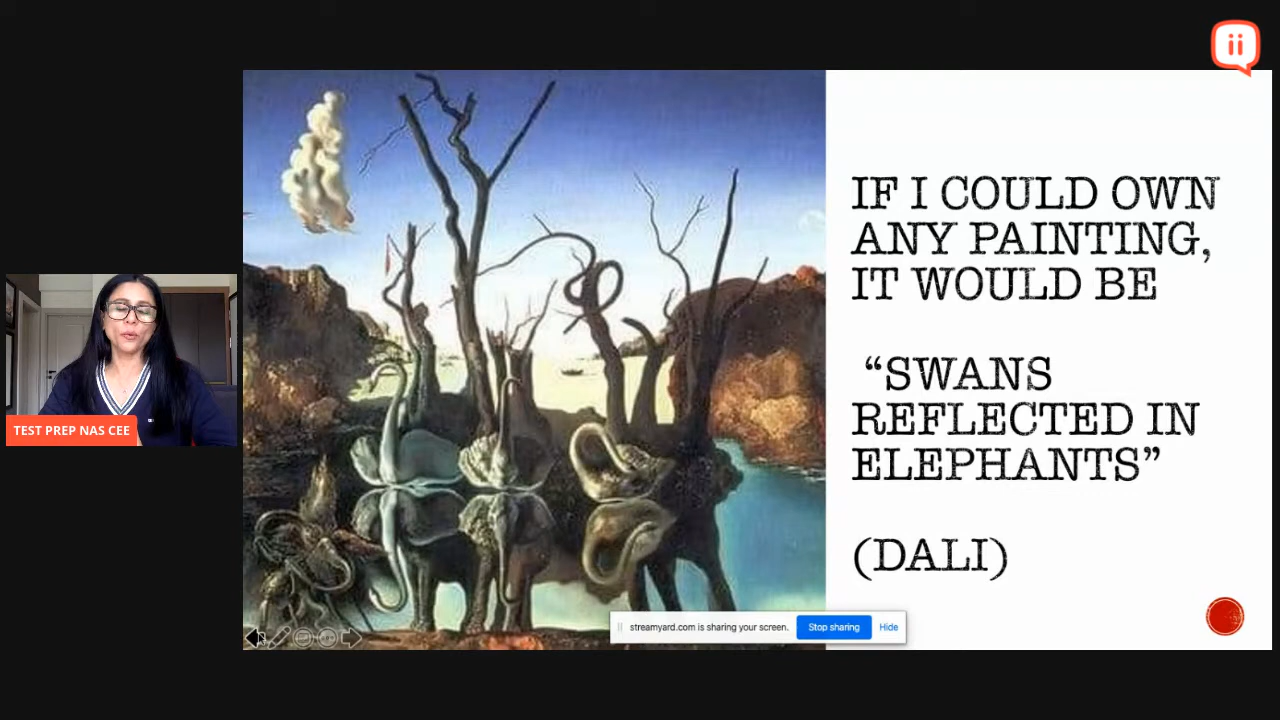 ii
IF I COULD OWN
ANY PAINTING,
IT WOULD BE
“SWANS
REFLECTED IN
ELEPHANTS”
(DALI)
TEST PREP NAS CEE
streamyard.com is sharing your screen.
Stop sharing
Hide